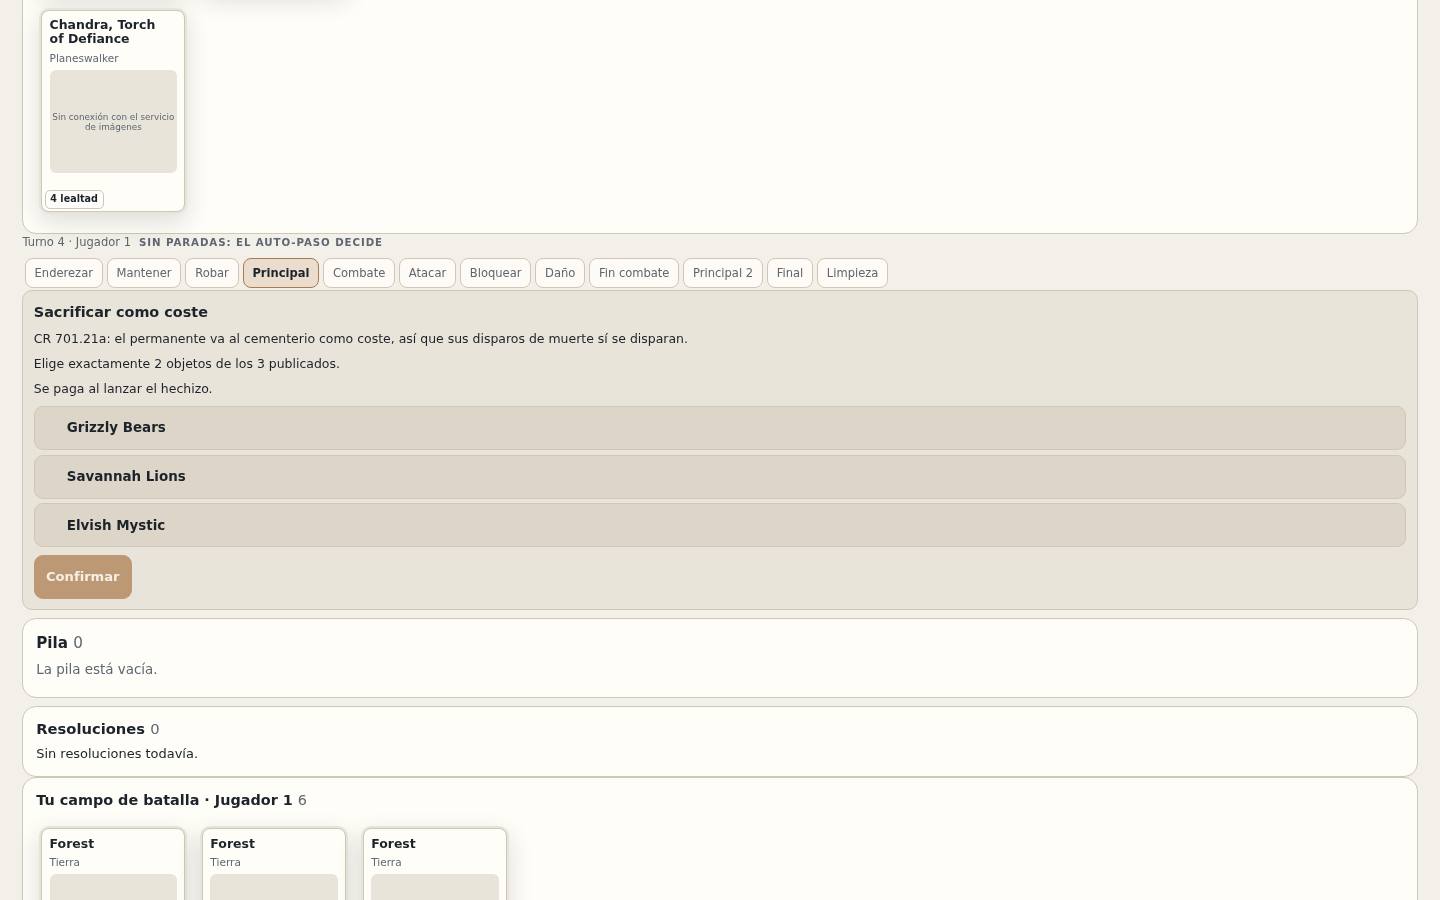 Chandra, Torch
of Defiance
Planeswalker
Sin conexión con el servicio
de imágenes
4 lealtad
Turno 4 · Jugador 1 SIN PARADAS: EL AUTO-PASO DECIDE
Enderezar Mantener Robar Principal Combate Atacar Bloquear Daño Fin combate Principal 2 Final Limpieza
Sacrificar como coste
CR 701.21a: el permanente va al cementerio como coste, así que sus disparos de muerte sí se disparan.
Elige exactamente 2 objetos de los 3 publicados.
Se paga al lanzar el hechizo.
Grizzly Bears
Savannah Lions
Elvish Mystic
Confirmar
Pila 0
La pila está vacía.
Resoluciones 0
Sin resoluciones todavía.
Tu campo de batalla · Jugador 1 6
Forest Forest Forest
Tierra Tierra Tierra